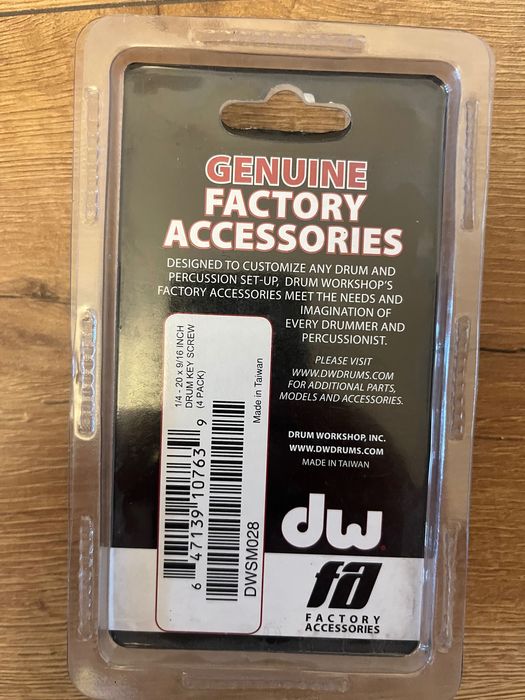 GENUINE
FACTORY
ACCESSORIES
DESIGNED TO CUSTOMIZE ANY DRUM AND
PERCUSSION SET-UP, DRUM WORKSHOP'S
FACTORY ACCESSORIES MEET THE NEEDS AND
IMAGINATION OF
EVERY DRUMMER AND
PERCUSSIONIST.
PLEASE VISIT
WWW.DWDRUMS.COM
FOR ADDITIONAL PARTS,
MODELS AND ACCESSORIES.
DRUM WORKSHOP, INC.
WWW.DWDRUMS.COM
MADE IN TAIWAN
1/4 - 20 x 9/16 INCH
DRUM KEY SCREW
(4 PACK)
6 47139 10763 9
DWSM028
Made in Taiwan
dw®
fa
FACTORY
ACCESSORIES